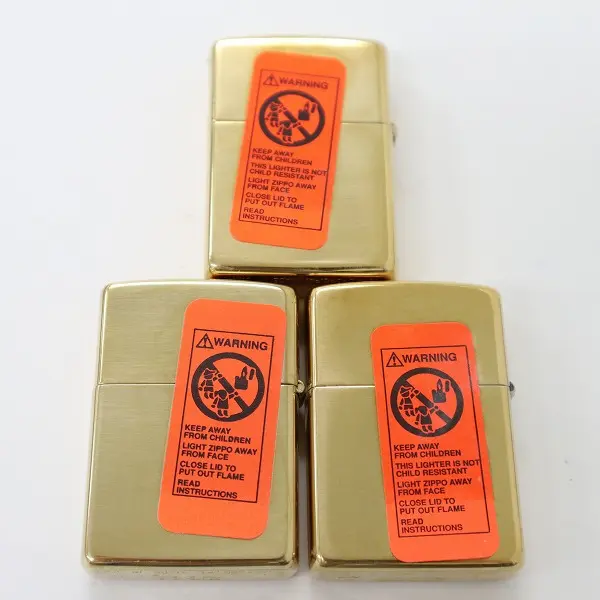 WARNING
KEEP AWAY
FROM CHILDREN
THIS LIGHTER IS NOT
CHILD RESISTANT
LIGHT ZIPPO AWAY
FROM FACE
CLOSE LID TO
PUT OUT FLAME
READ
INSTRUCTIONS
WARNING
KEEP AWAY
FROM CHILDREN
LIGHT ZIPPO AWAY
FROM FACE
CLOSE LID TO
PUT OUT FLAME
READ
INSTRUCTIONS
WARNING
KEEP AWAY
FROM CHILDREN
THIS LIGHTER IS NOT
CHILD RESISTANT
LIGHT ZIPPO AWAY
FROM FACE
CLOSE LID TO
PUT OUT FLAME
READ
INSTRUCTIONS